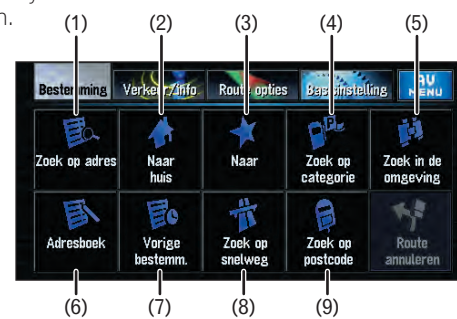 n.
(1) (2) (3) (4) (5)
Bestemming Verkeer/info Route opties Basisinstelling AV MENU
Zoek op adres
Naar huis
Naar
Zoek op categorie
Zoek in de omgeving
Adresboek
Vorige bestemm.
Zoek op snelweg
Zoek op postcode
Route annuleren
(6) (7) (8) (9)